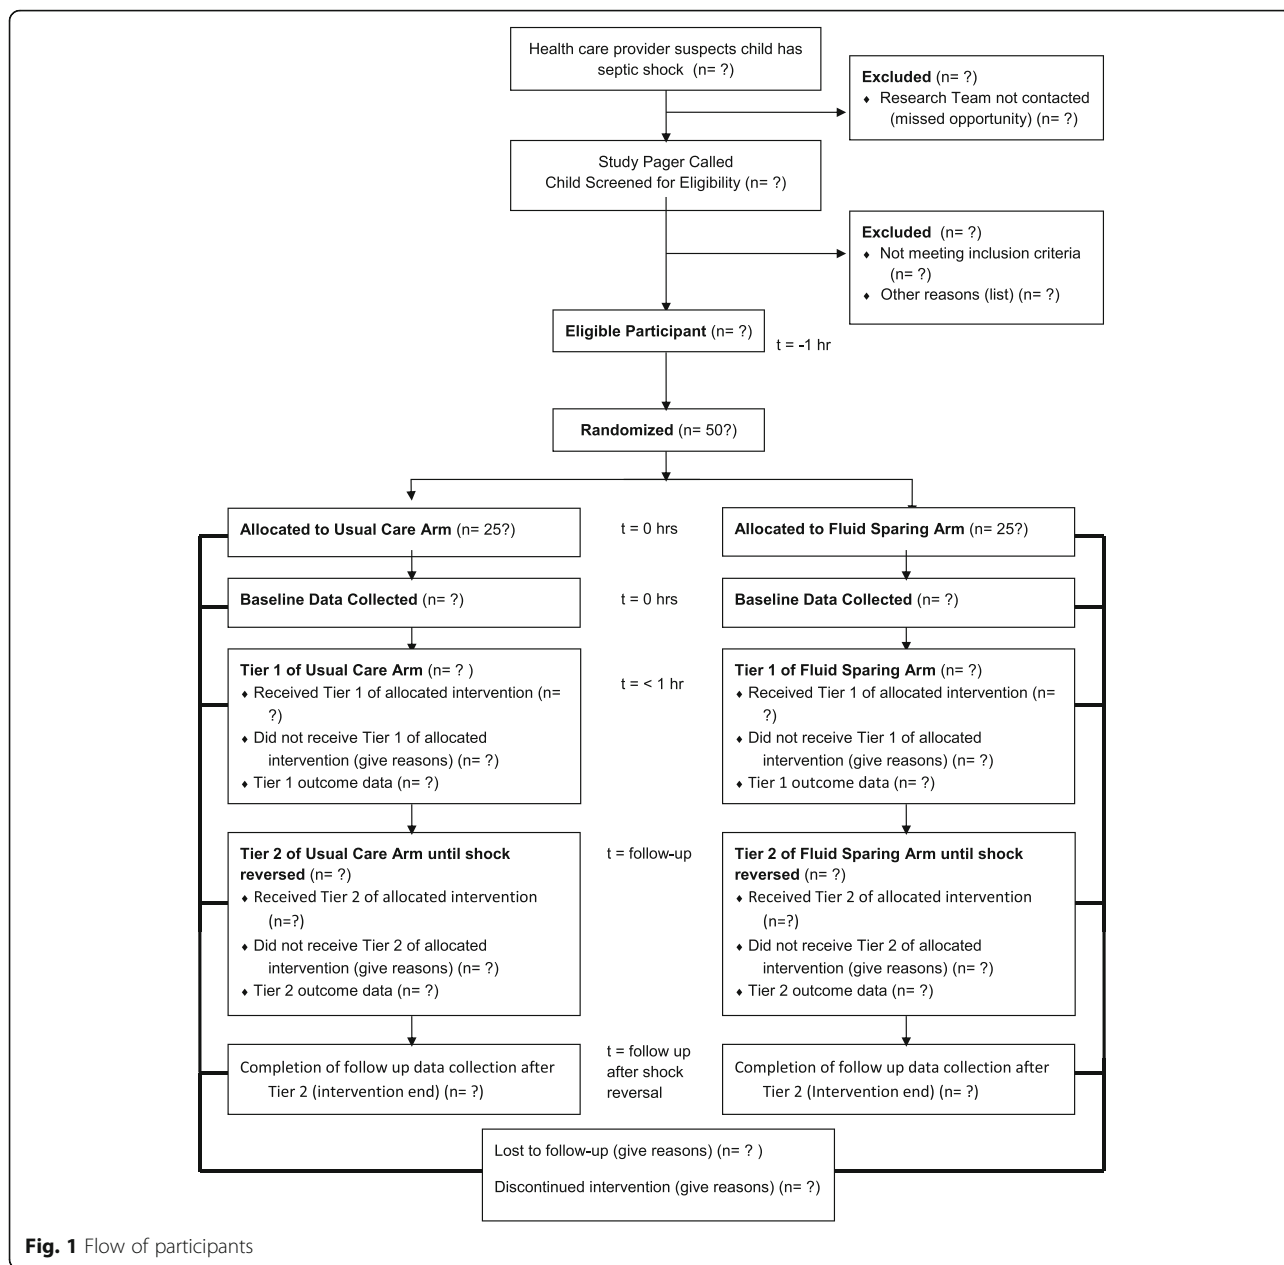 Health care provider suspects child has
septic shock (n= ?)
Excluded (n= ?)
♦ Research Team not contacted
(missed opportunity) (n= ?)
Study Pager Called
Child Screened for Eligibility (n= ?)
Excluded (n= ?)
♦ Not meeting inclusion criteria
(n= ?)
♦ Other reasons (list) (n= ?)
Eligible Participant (n= ?)
t = -1 hr
Randomized (n= 50?)
Allocated to Usual Care Arm (n= 25?)
t = 0 hrs
Allocated to Fluid Sparing Arm (n= 25?)
Baseline Data Collected (n= ?)
t = 0 hrs
Baseline Data Collected (n= ?)
Tier 1 of Usual Care Arm (n= ? )
♦ Received Tier 1 of allocated intervention (n=
?)
♦ Did not receive Tier 1 of allocated
intervention (give reasons) (n= ?)
♦ Tier 1 outcome data (n= ?)
t = < 1 hr
Tier 1 of Fluid Sparing Arm (n= ?)
♦ Received Tier 1 of allocated intervention (n=
?)
♦ Did not receive Tier 1 of allocated
intervention (give reasons) (n= ?)
♦ Tier 1 outcome data (n= ?)
Tier 2 of Usual Care Arm until shock
reversed (n= ?)
♦ Received Tier 2 of allocated intervention
(n=?)
♦ Did not receive Tier 2 of allocated
intervention (give reasons) (n= ?)
♦ Tier 2 outcome data (n= ?)
t = follow-up
Tier 2 of Fluid Sparing Arm until shock
reversed (n= ?)
♦ Received Tier 2 of allocated intervention
(n=?)
♦ Did not receive Tier 2 of allocated
intervention (give reasons) (n= ?)
♦ Tier 2 outcome data (n= ?)
Completion of follow up data collection after
Tier 2 (intervention end) (n= ?)
t = follow up
after shock
reversal
Completion of follow up data collection after
Tier 2 (Intervention end) (n= ?)
Lost to follow-up (give reasons) (n= ? )
Discontinued intervention (give reasons) (n= ?)
Fig. 1 Flow of participants